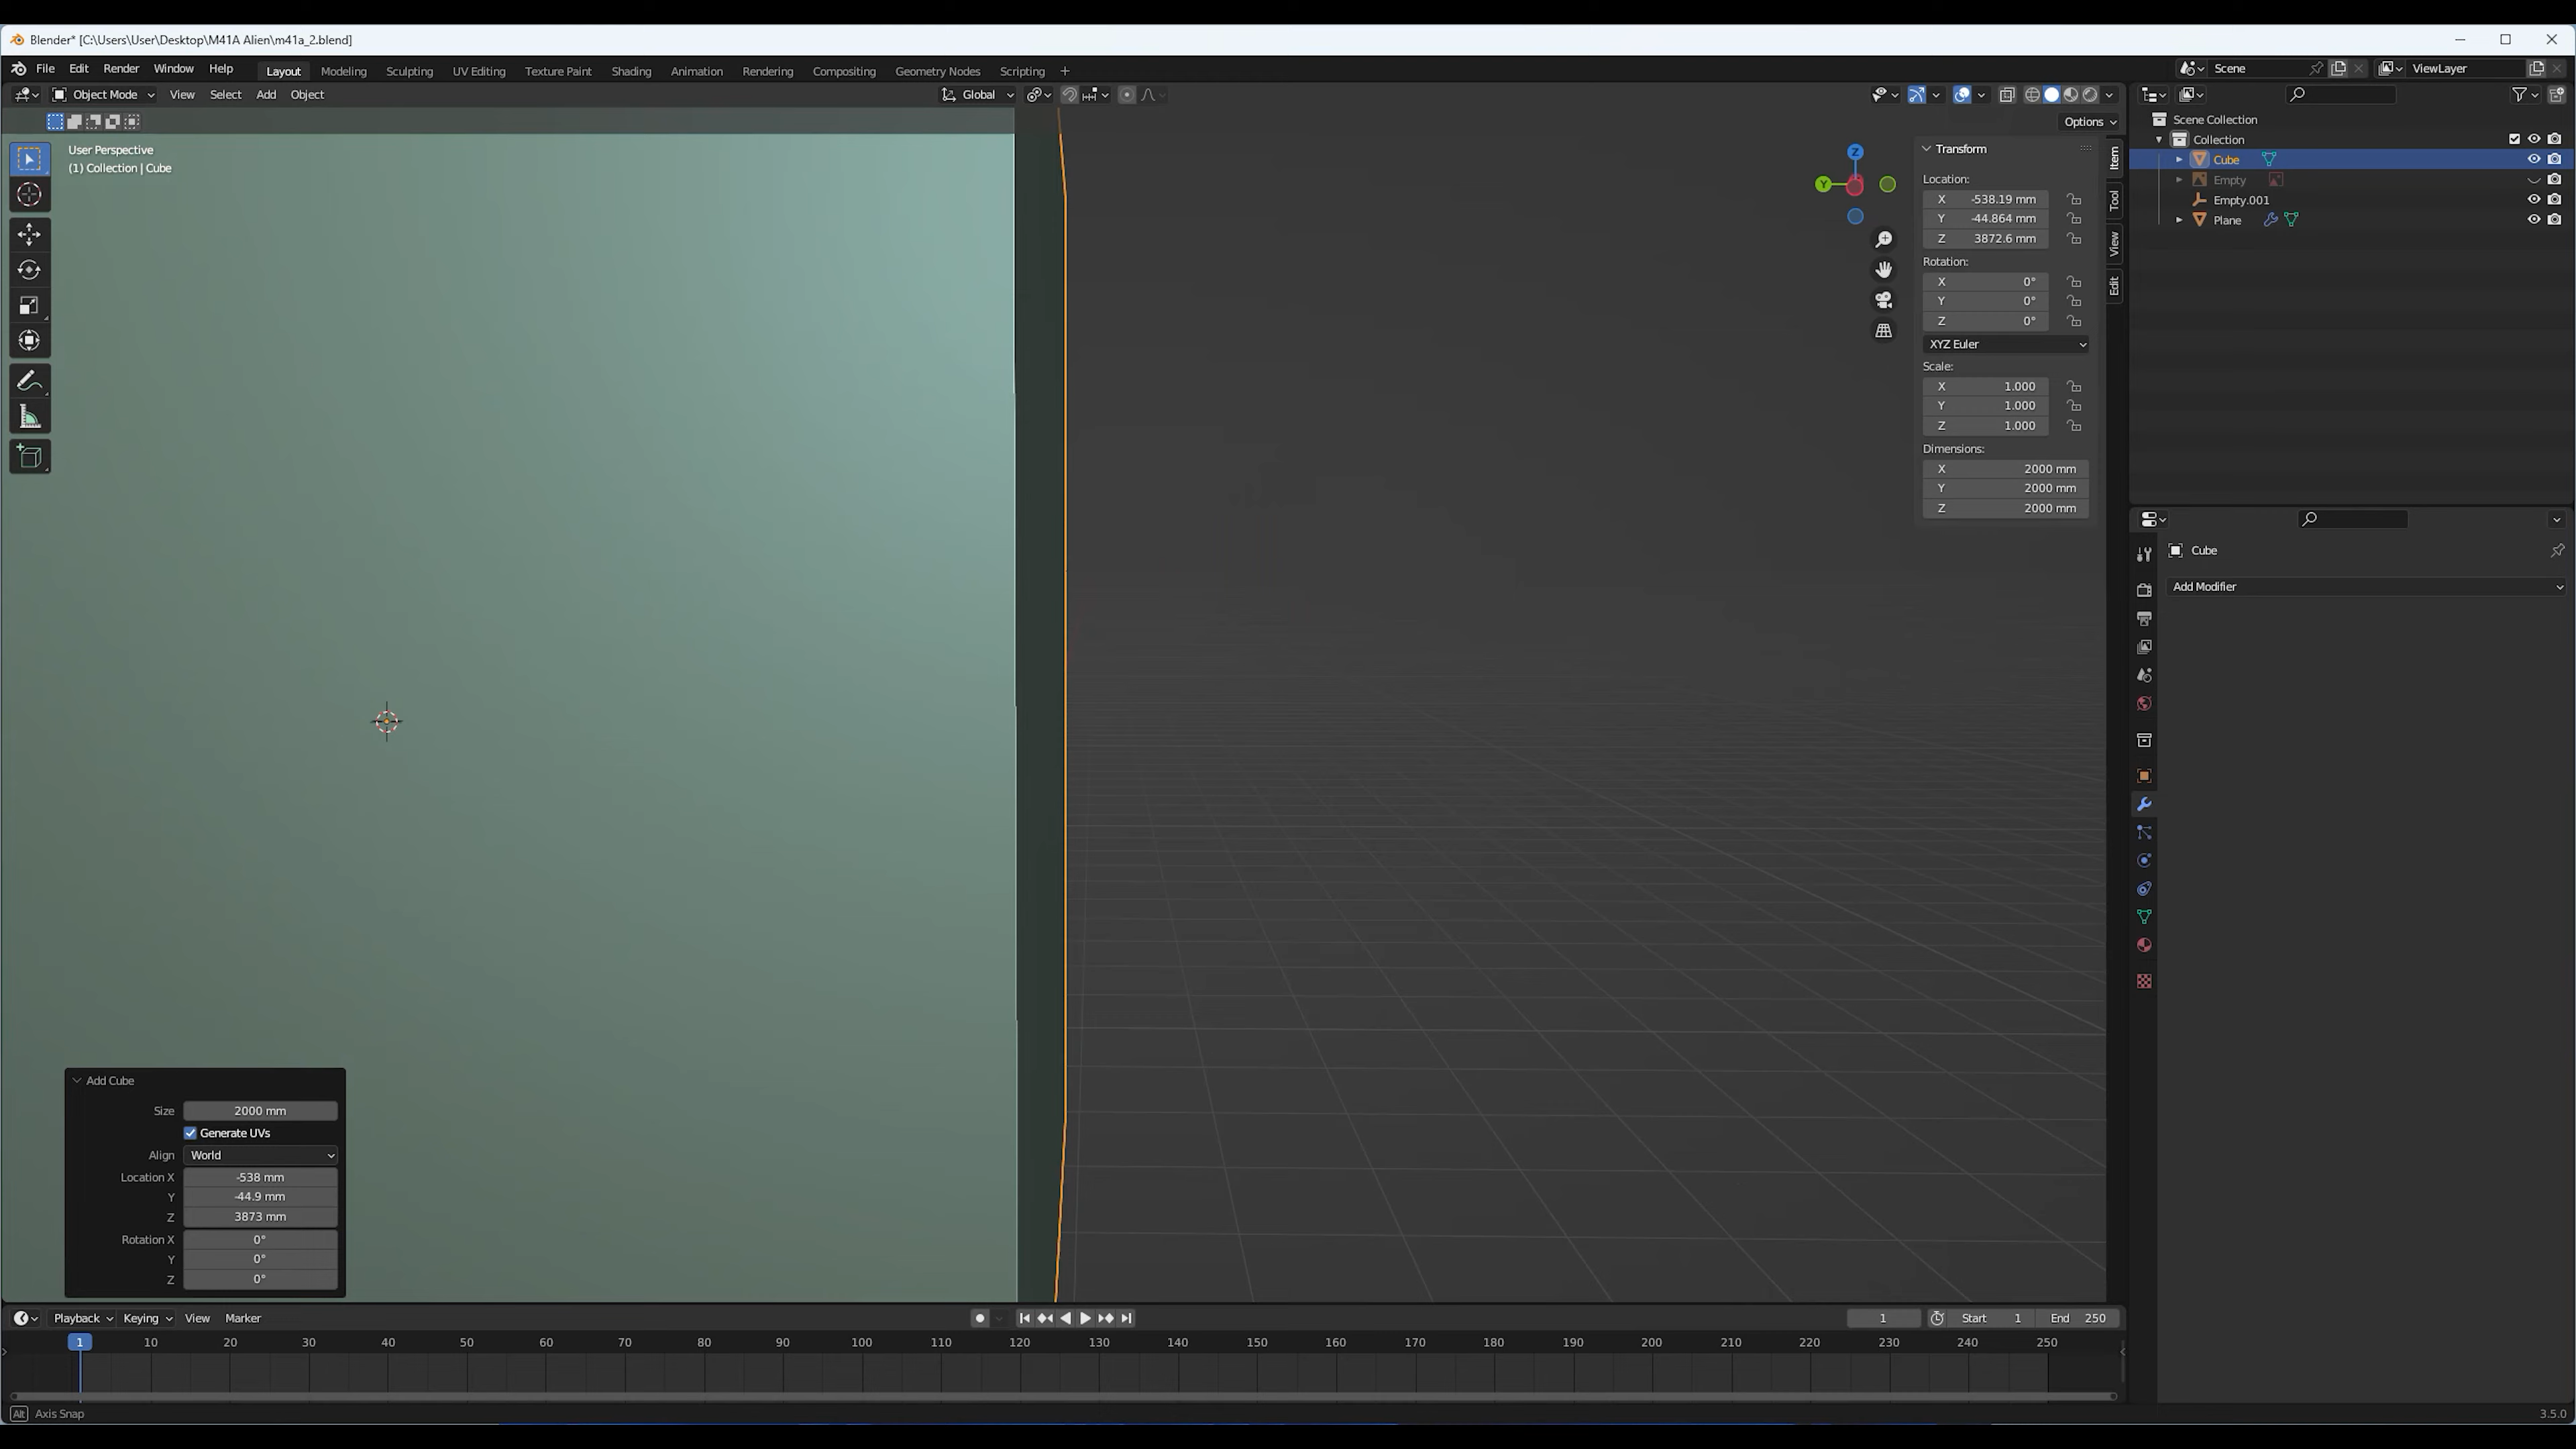 Blender* [C:\Users\User\Desktop\M41A Alien\m41a_2.blend]
File Edit Render Window Help Layout Modeling Sculpting UV Editing Texture Paint Shading Animation Rendering Compositing Geometry Nodes Scripting + Scene ViewLayer
Object Mode View Select Add Object Global
Options
User Perspective
(1) Collection | Cube
Z
Y
Transform
Location:
X -538.19 mm
Y -44.864 mm
Z 3872.6 mm
Rotation:
X 0°
Y 0°
Z 0°
XYZ Euler
Scale:
X 1.000
Y 1.000
Z 1.000
Dimensions:
X 2000 mm
Y 2000 mm
Z 2000 mm
Item
Tool
View
Edit
Scene Collection
Collection
Cube
Empty
Empty.001
Plane
Cube
Add Modifier
Add Cube
Size 2000 mm
Generate UVs
Align World
Location X -538 mm
Y -44.9 mm
Z 3873 mm
Rotation X 0°
Y 0°
Z 0°
Playback Keying View Marker 1 Start 1 End 250
1 10 20 30 40 50 60 70 80 90 100 110 120 130 140 150 160 170 180 190 200 210 220 230 240 250
Alt Axis Snap
3.5.0